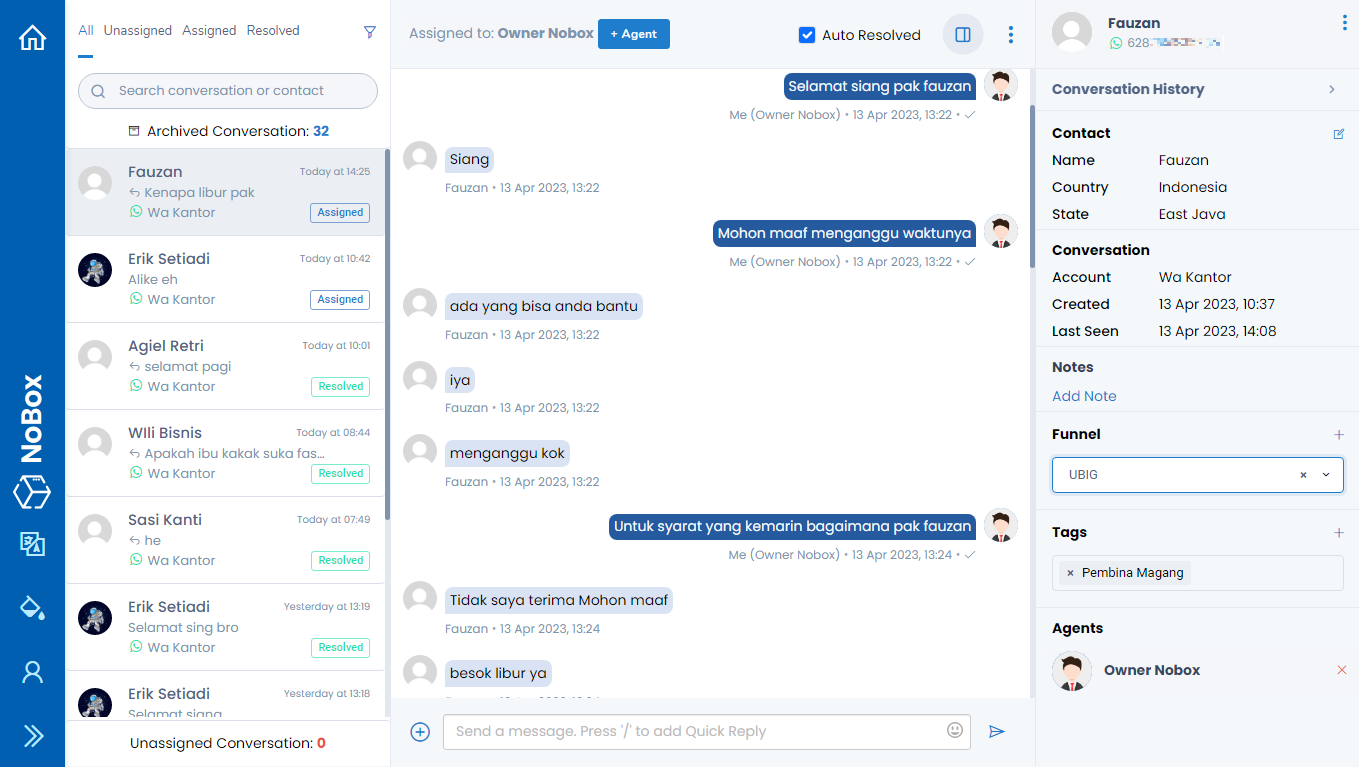 NoBox
All Unassigned Assigned Resolved
Search conversation or contact
Archived Conversation: 32
Fauzan Today at 14:25
Kenapa libur pak
Wa Kantor Assigned
Erik Setiadi Today at 10:42
Alike eh
Wa Kantor Assigned
Agiel Retri Today at 10:01
selamat pagi
Wa Kantor Resolved
WIli Bisnis Today at 08:44
Apakah ibu kakak suka fas...
Wa Kantor Resolved
Sasi Kanti Today at 07:49
he
Wa Kantor Resolved
Erik Setiadi Yesterday at 13:19
Selamat sing bro
Wa Kantor Resolved
Erik Setiadi Yesterday at 13:18
Selamat siang
Unassigned Conversation: 0
Assigned to: Owner Nobox + Agent Auto Resolved
Selamat siang pak fauzan
Me (Owner Nobox) • 13 Apr 2023, 13:22 •
Siang
Fauzan • 13 Apr 2023, 13:22
Mohon maaf menganggu waktunya
Me (Owner Nobox) • 13 Apr 2023, 13:22 •
ada yang bisa anda bantu
Fauzan • 13 Apr 2023, 13:22
iya
Fauzan • 13 Apr 2023, 13:22
menganggu kok
Fauzan • 13 Apr 2023, 13:22
Untuk syarat yang kemarin bagaimana pak fauzan
Me (Owner Nobox) • 13 Apr 2023, 13:24 •
Tidak saya terima Mohon maaf
Fauzan • 13 Apr 2023, 13:24
besok libur ya
Send a message. Press '/' to add Quick Reply
Fauzan
628
Conversation History
Contact
Name Fauzan
Country Indonesia
State East Java
Conversation
Account Wa Kantor
Created 13 Apr 2023, 10:37
Last Seen 13 Apr 2023, 14:08
Notes
Add Note
Funnel +
UBIG ×
Tags +
× Pembina Magang
Agents
Owner Nobox ×